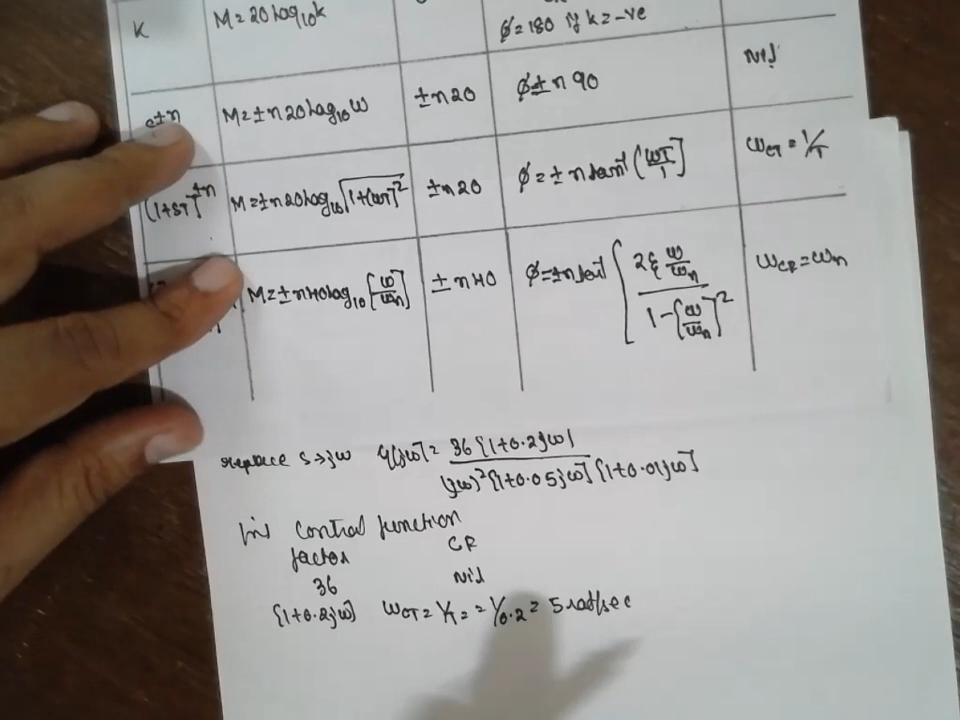 K M = 20 log10 k φ = 180 if k = -ve
s±n M = ±n 20 log10 ω ±n 20 φ ± n 90 Nil
(1+sT)±n M = ±n 20 log10 √1+(ωT)² ±n 20 φ = ±n tan⁻¹ (ωT/1) ωCF = 1/T
M = ±n 40 log10 [ω/ωn] ±n 40 φ = ±n tan⁻¹ [2ξ ω/ωn / 1-[ω/ωn]²] ωCF = ωn
replace s → jω G(jω) = 36 {1+0.2jω} / (jω)² {1+0.05jω} {1+0.01jω}
control function
factor CF
36 Nil
{1+0.2jω} ωCF = 1/T = = 1/0.2 = 5 rad/sec